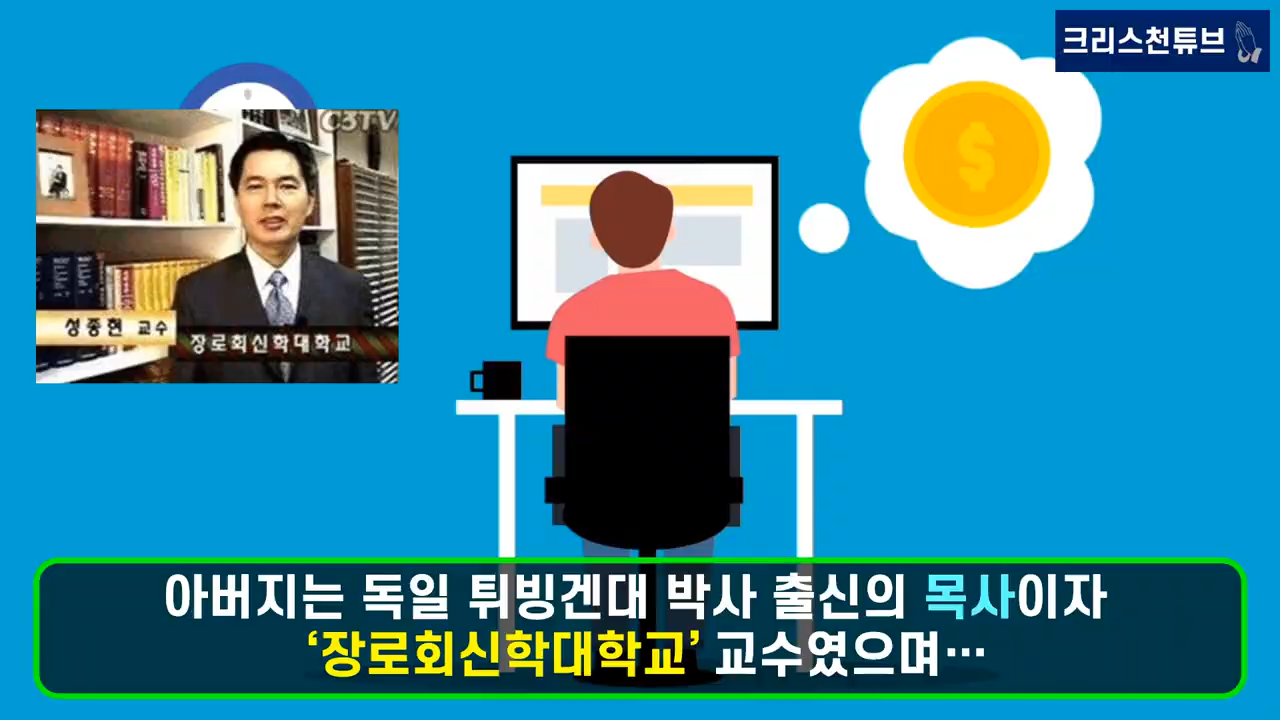 크리스천튜브
C3TV
성종현 교수
장로회신학대학교
$
아버지는 독일 튀빙겐대 박사 출신의 목사이자
‘장로회신학대학교’ 교수였으며…